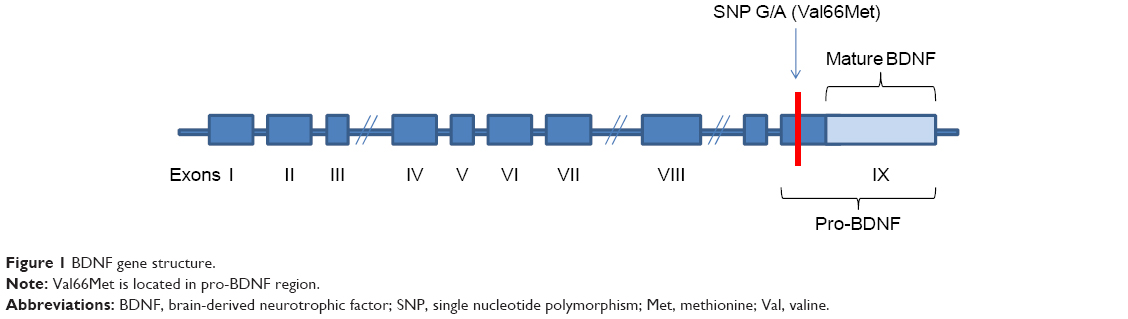 SNP G/A (Val66Met)
Mature BDNF
Exons I II III IV V VI VII VIII IX
Pro-BDNF
Figure 1 BDNF gene structure.
Note: Val66Met is located in pro-BDNF region.
Abbreviations: BDNF, brain-derived neurotrophic factor; SNP, single nucleotide polymorphism; Met, methionine; Val, valine.